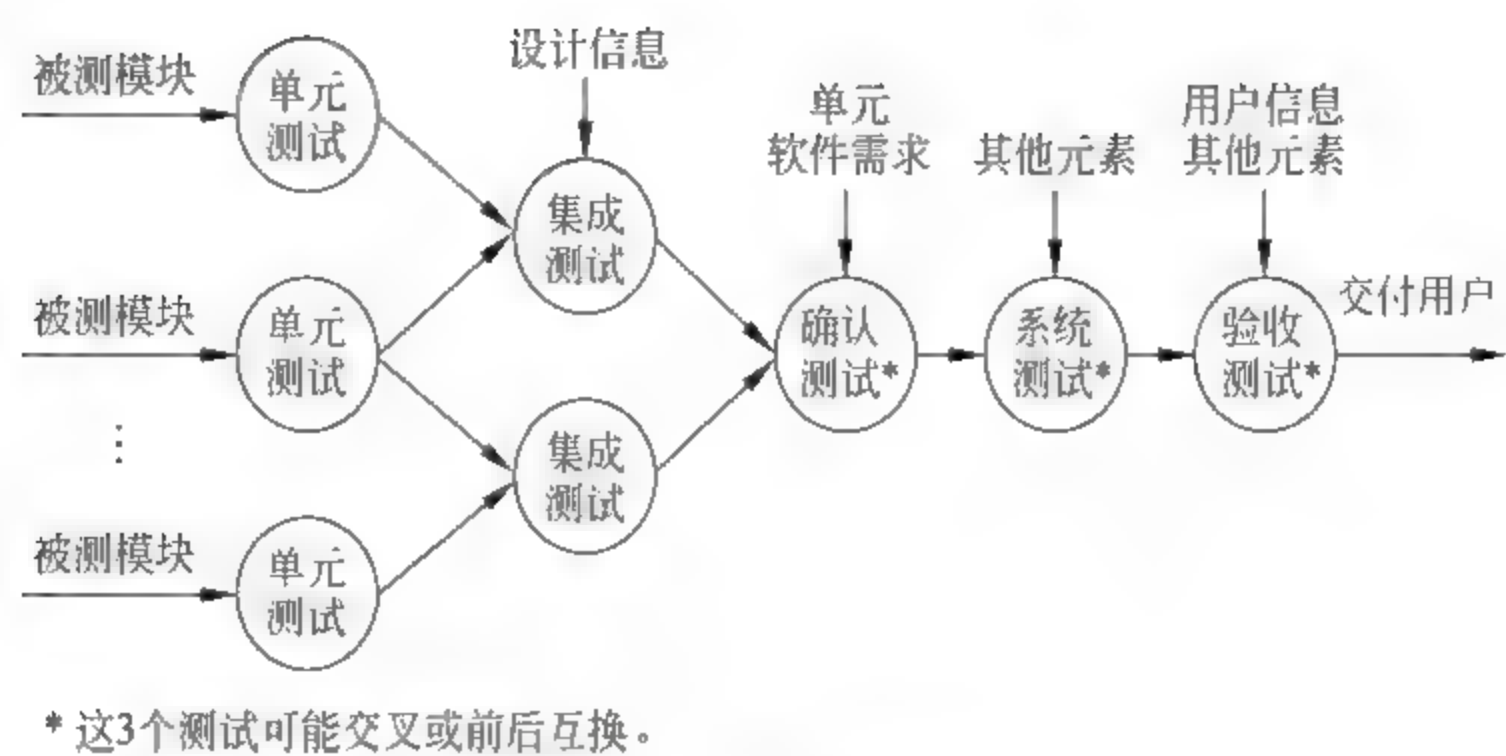 设计信息
被测模块
单元
测试
单元
软件需求
其他元素
用户信息
其他元素
集成
测试
被测模块
单元
测试
确认
测试*
系统
测试*
验收
测试*
交付用户
⋮
集成
测试
被测模块
单元
测试
* 这3个测试可能交叉或前后互换。